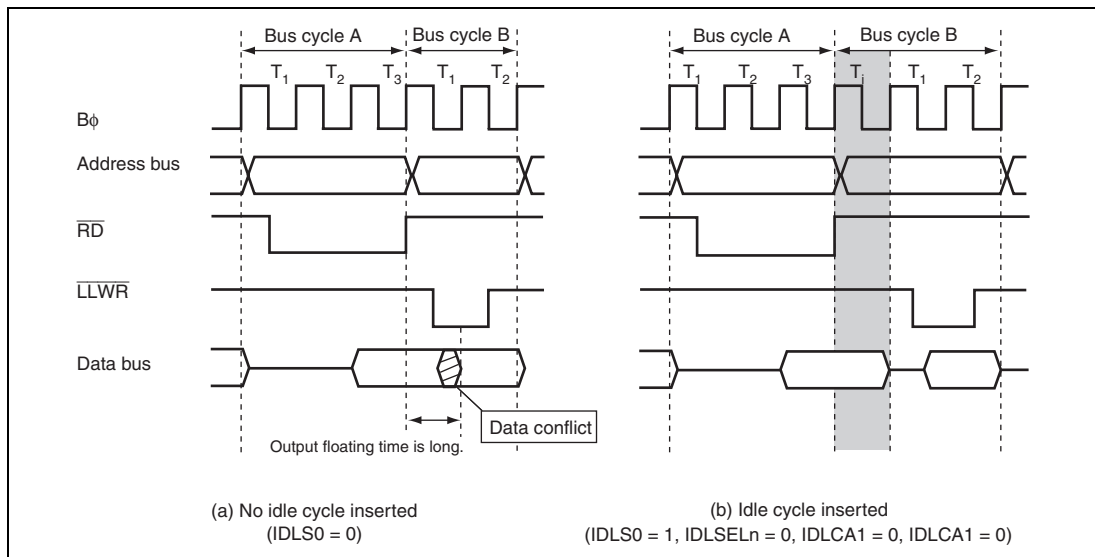 Bus cycle A Bus cycle B Bus cycle A Bus cycle B
T1 T2 T3 T1 T2 T1 T2 T3 Ti T1 T2
Bφ
Address bus
RD
LLWR
Data bus
Data conflict
Output floating time is long.
(a) No idle cycle inserted
(IDLS0 = 0)
(b) Idle cycle inserted
(IDLS0 = 1, IDLSELn = 0, IDLCA1 = 0, IDLCA1 = 0)